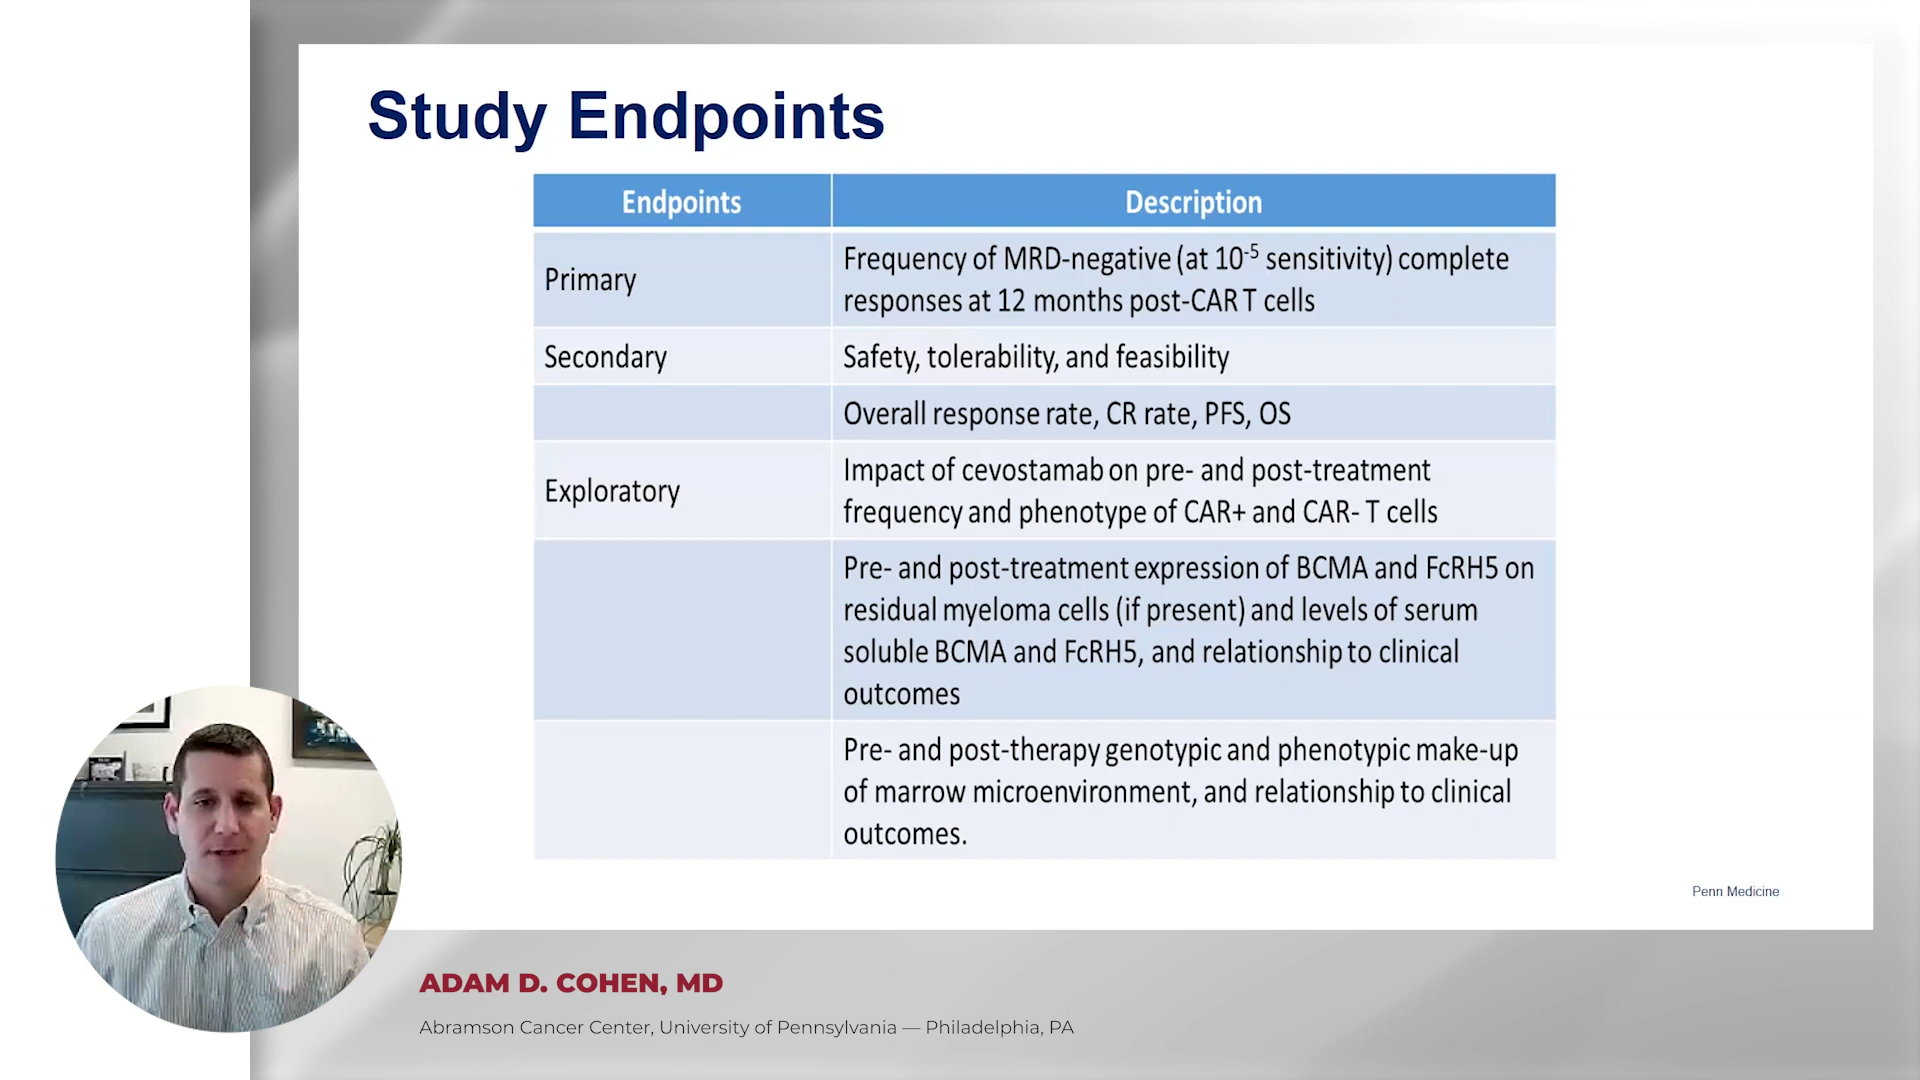 Study Endpoints
Endpoints
Description
Primary
Frequency of MRD-negative (at 10⁻⁵ sensitivity) complete
responses at 12 months post-CAR T cells
Secondary
Safety, tolerability, and feasibility
Overall response rate, CR rate, PFS, OS
Exploratory
Impact of cevostamab on pre- and post-treatment
frequency and phenotype of CAR+ and CAR- T cells
Pre- and post-treatment expression of BCMA and FcRH5 on
residual myeloma cells (if present) and levels of serum
soluble BCMA and FcRH5, and relationship to clinical
outcomes
Pre- and post-therapy genotypic and phenotypic make-up
of marrow microenvironment, and relationship to clinical
outcomes.
Penn Medicine
ADAM D. COHEN, MD
Abramson Cancer Center, University of Pennsylvania — Philadelphia, PA